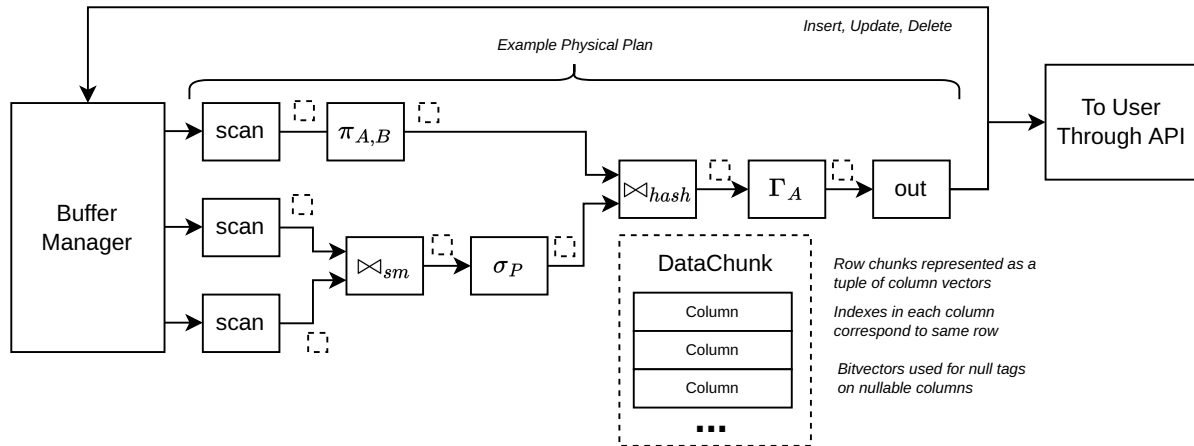 Insert, Update, Delete
Example Physical Plan
To User
Through API
scan
π_{A,B}
Buffer
Manager
scan
⋈_{sm}
σ_P
⋈_{hash}
Γ_A
out
scan
DataChunk
Column
Column
Column
...
Row chunks represented as a
tuple of column vectors
Indexes in each column
correspond to same row
Bitvectors used for null tags
on nullable columns